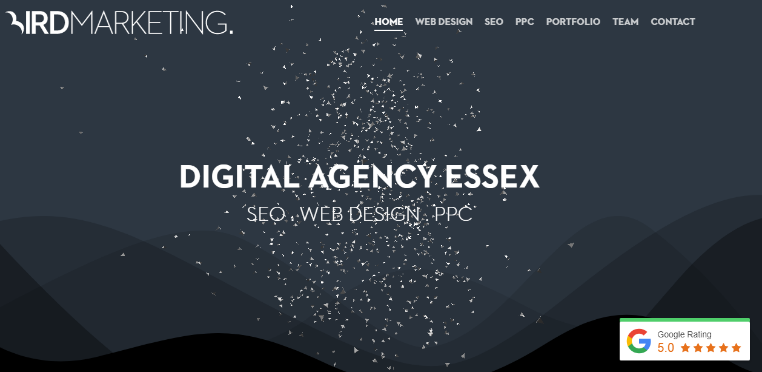 BIRDMARKETING.
HOME WEB DESIGN SEO PPC PORTFOLIO TEAM CONTACT
DIGITAL AGENCY ESSEX
SEO . WEB DESIGN . PPC
Google Rating
5.0